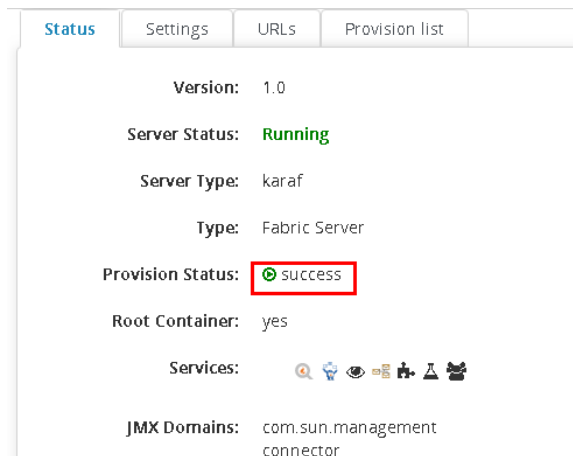 Status Settings URLs Provision list
Version: 1.0
Server Status: Running
Server Type: karaf
Type: Fabric Server
Provision Status: success
Root Container: yes
Services:
JMX Domains: com.sun.management
connector